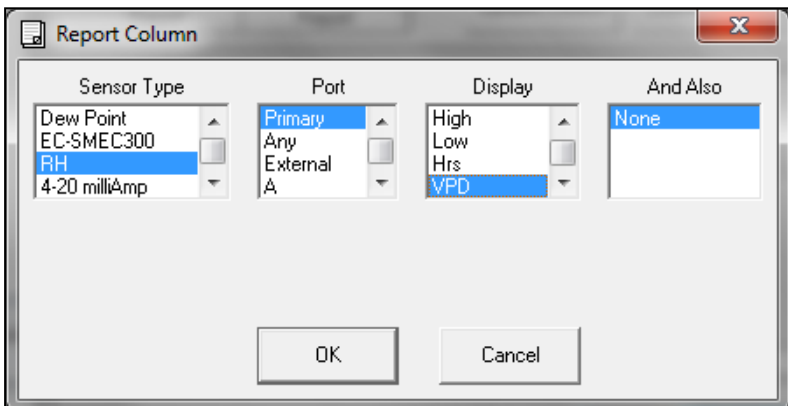 Report Column
Sensor Type
Dew Point
EC-SMEC300
RH
4-20 milliAmp
Port
Primary
Any
External
A
Display
High
Low
Hrs
VPD
And Also
None
OK
Cancel